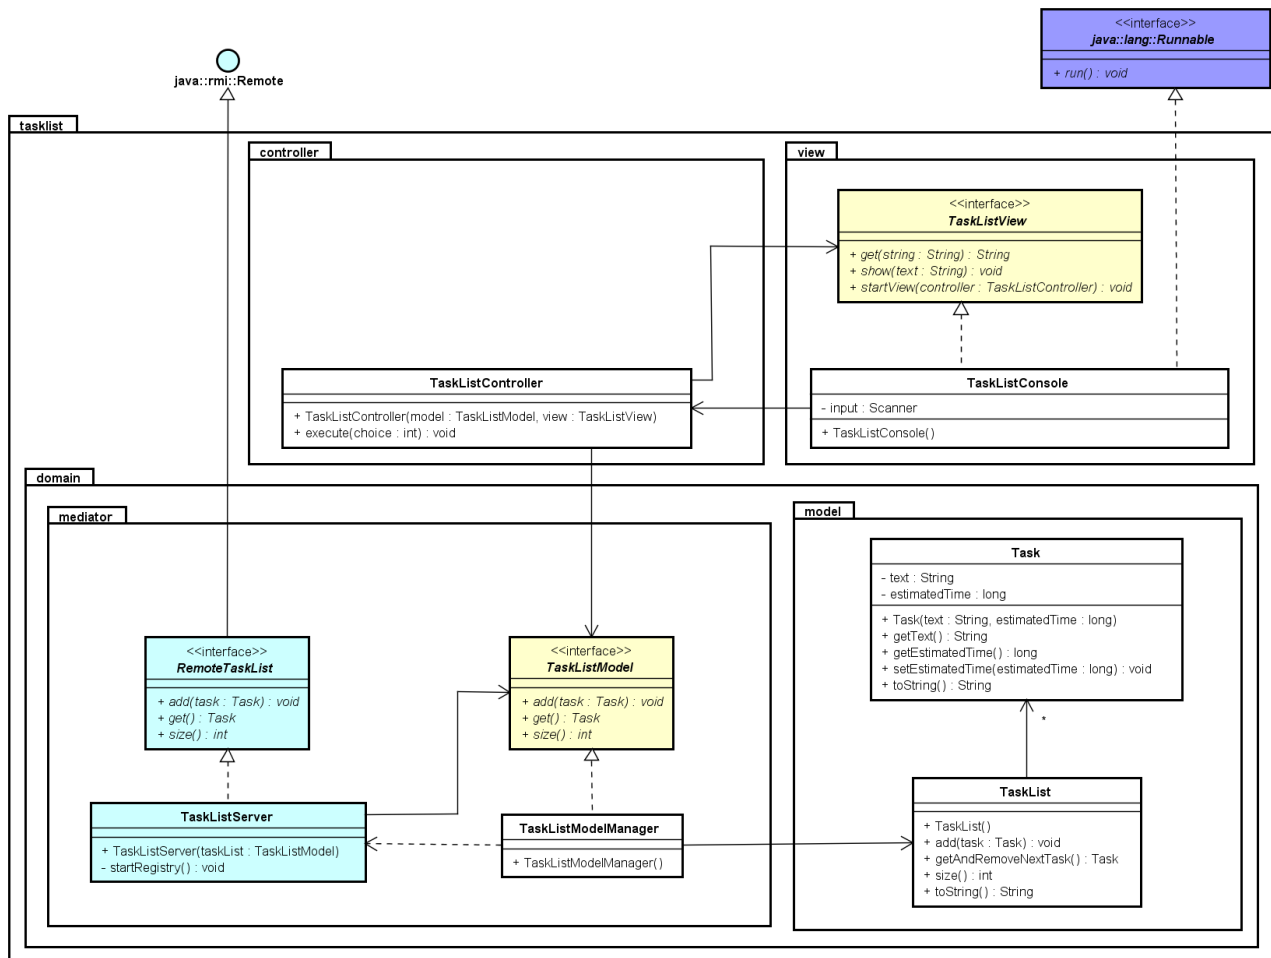 <<interface>>
java::lang::Runnable
+ run() : void
java::rmi::Remote
tasklist
controller
view
<<interface>>
TaskListView
+ get(string : String) : String
+ show(text : String) : void
+ startView(controller : TaskListController) : void
TaskListController
+ TaskListController(model : TaskListModel, view : TaskListView)
+ execute(choice : int) : void
TaskListConsole
- input : Scanner
+ TaskListConsole()
domain
mediator
model
Task
- text : String
- estimatedTime : long
+ Task(text : String, estimatedTime : long)
+ getText() : String
+ getEstimatedTime() : long
+ setEstimatedTime(estimatedTime : long) : void
+ toString() : String
<<interface>>
RemoteTaskList
+ add(task : Task) : void
+ get() : Task
+ size() : int
<<interface>>
TaskListModel
+ add(task : Task) : void
+ get() : Task
+ size() : int
*
TaskListServer
+ TaskListServer(taskList : TaskListModel)
- startRegistry() : void
TaskListModelManager
+ TaskListModelManager()
TaskList
+ TaskList()
+ add(task : Task) : void
+ getAndRemoveNextTask() : Task
+ size() : int
+ toString() : String